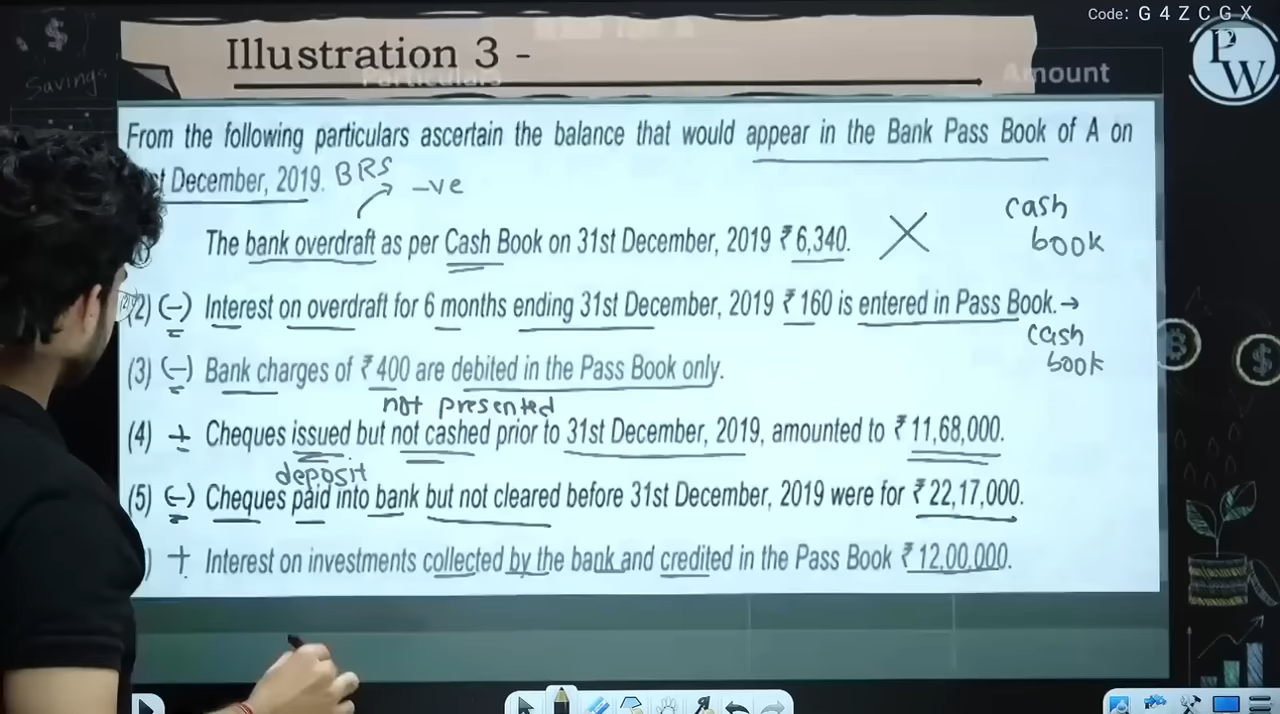 Code: G 4 Z C G X
Illustration 3 -
Particulars
Amount
PW
Savings
From the following particulars ascertain the balance that would appear in the Bank Pass Book of A on
st December, 2019. BRS -ve
The bank overdraft as per Cash Book on 31st December, 2019 ₹ 6,340. cash book
(2) (-) Interest on overdraft for 6 months ending 31st December, 2019 ₹ 160 is entered in Pass Book. → cash book
(3) (-) Bank charges of ₹ 400 are debited in the Pass Book only.
not presented
(4) + Cheques issued but not cashed prior to 31st December, 2019, amounted to ₹ 11,68,000.
deposit
(5) (-) Cheques paid into bank but not cleared before 31st December, 2019 were for ₹ 22,17,000.
) + Interest on investments collected by the bank and credited in the Pass Book ₹ 12,00,000.